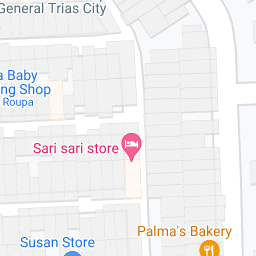 General Trias City
a Baby
ng Shop
Roupa
Sari sari store
Palma's Bakery
Susan Store